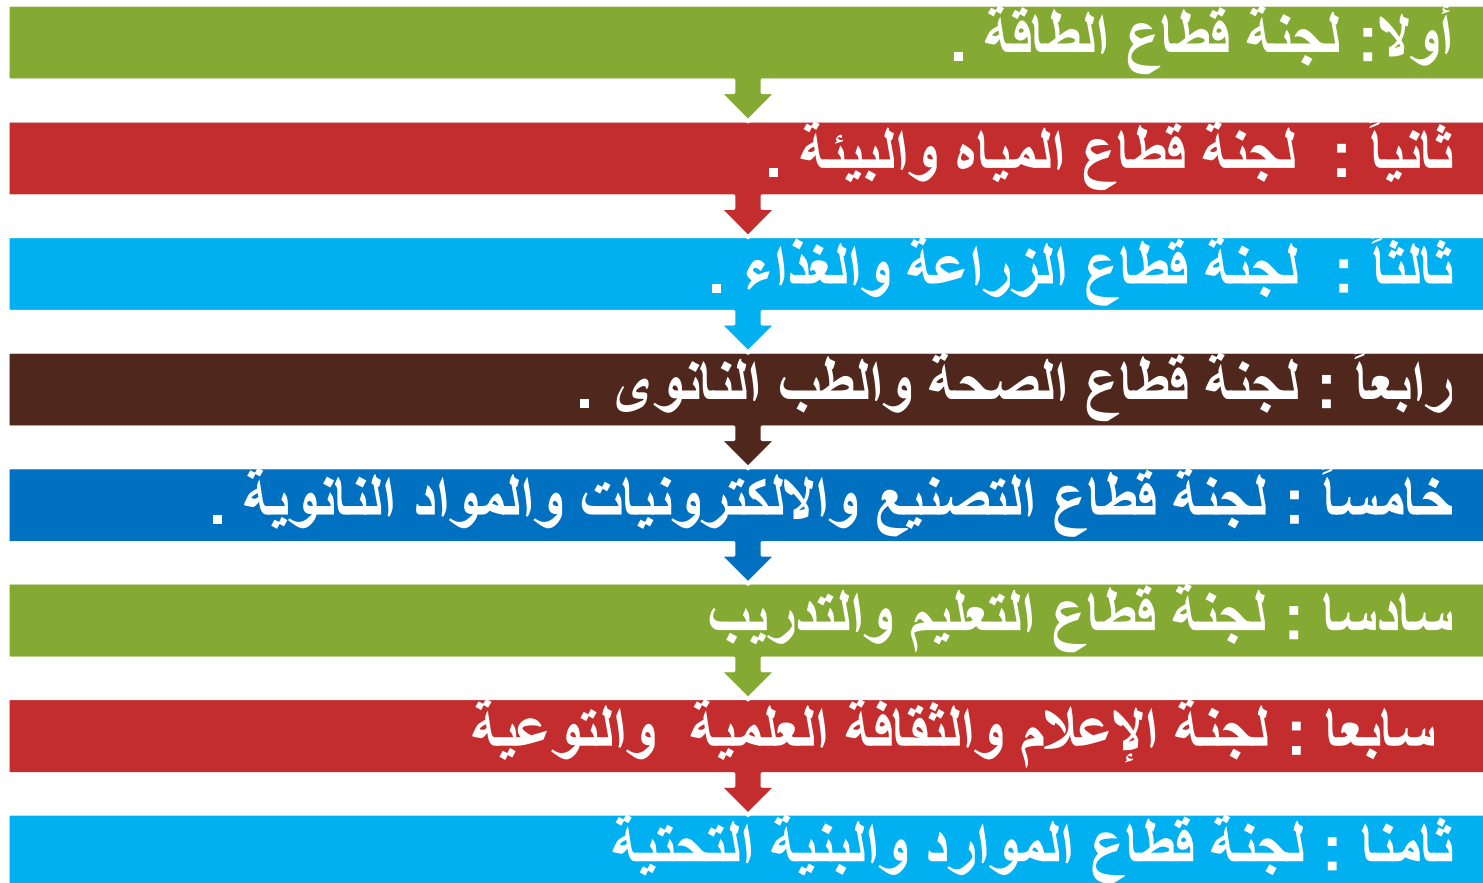 أولا: لجنة قطاع الطاقة .
ثانياً : لجنة قطاع المياه والبيئة .
ثالثاً : لجنة قطاع الزراعة والغذاء .
رابعاً : لجنة قطاع الصحة والطب النانوى .
خامساً : لجنة قطاع التصنيع والالكترونيات والمواد النانوية .
سادسا : لجنة قطاع التعليم والتدريب
سابعا : لجنة الإعلام والثقافة العلمية والتوعية
ثامنا : لجنة قطاع الموارد والبنية التحتية